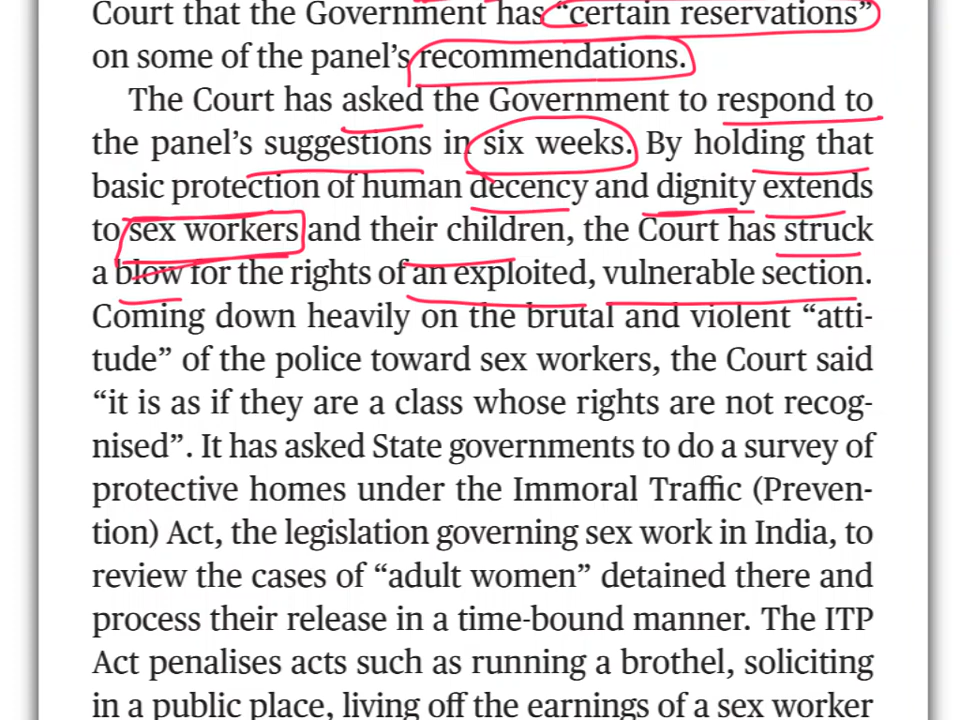 Court that the Government has “certain reservations”
on some of the panel’s recommendations.
The Court has asked the Government to respond to
the panel’s suggestions in six weeks. By holding that
basic protection of human decency and dignity extends
to sex workers and their children, the Court has struck
a blow for the rights of an exploited, vulnerable section.
Coming down heavily on the brutal and violent “atti-
tude” of the police toward sex workers, the Court said
“it is as if they are a class whose rights are not recog-
nised”. It has asked State governments to do a survey of
protective homes under the Immoral Traffic (Preven-
tion) Act, the legislation governing sex work in India, to
review the cases of “adult women” detained there and
process their release in a time-bound manner. The ITP
Act penalises acts such as running a brothel, soliciting
in a public place, living off the earnings of a sex worker